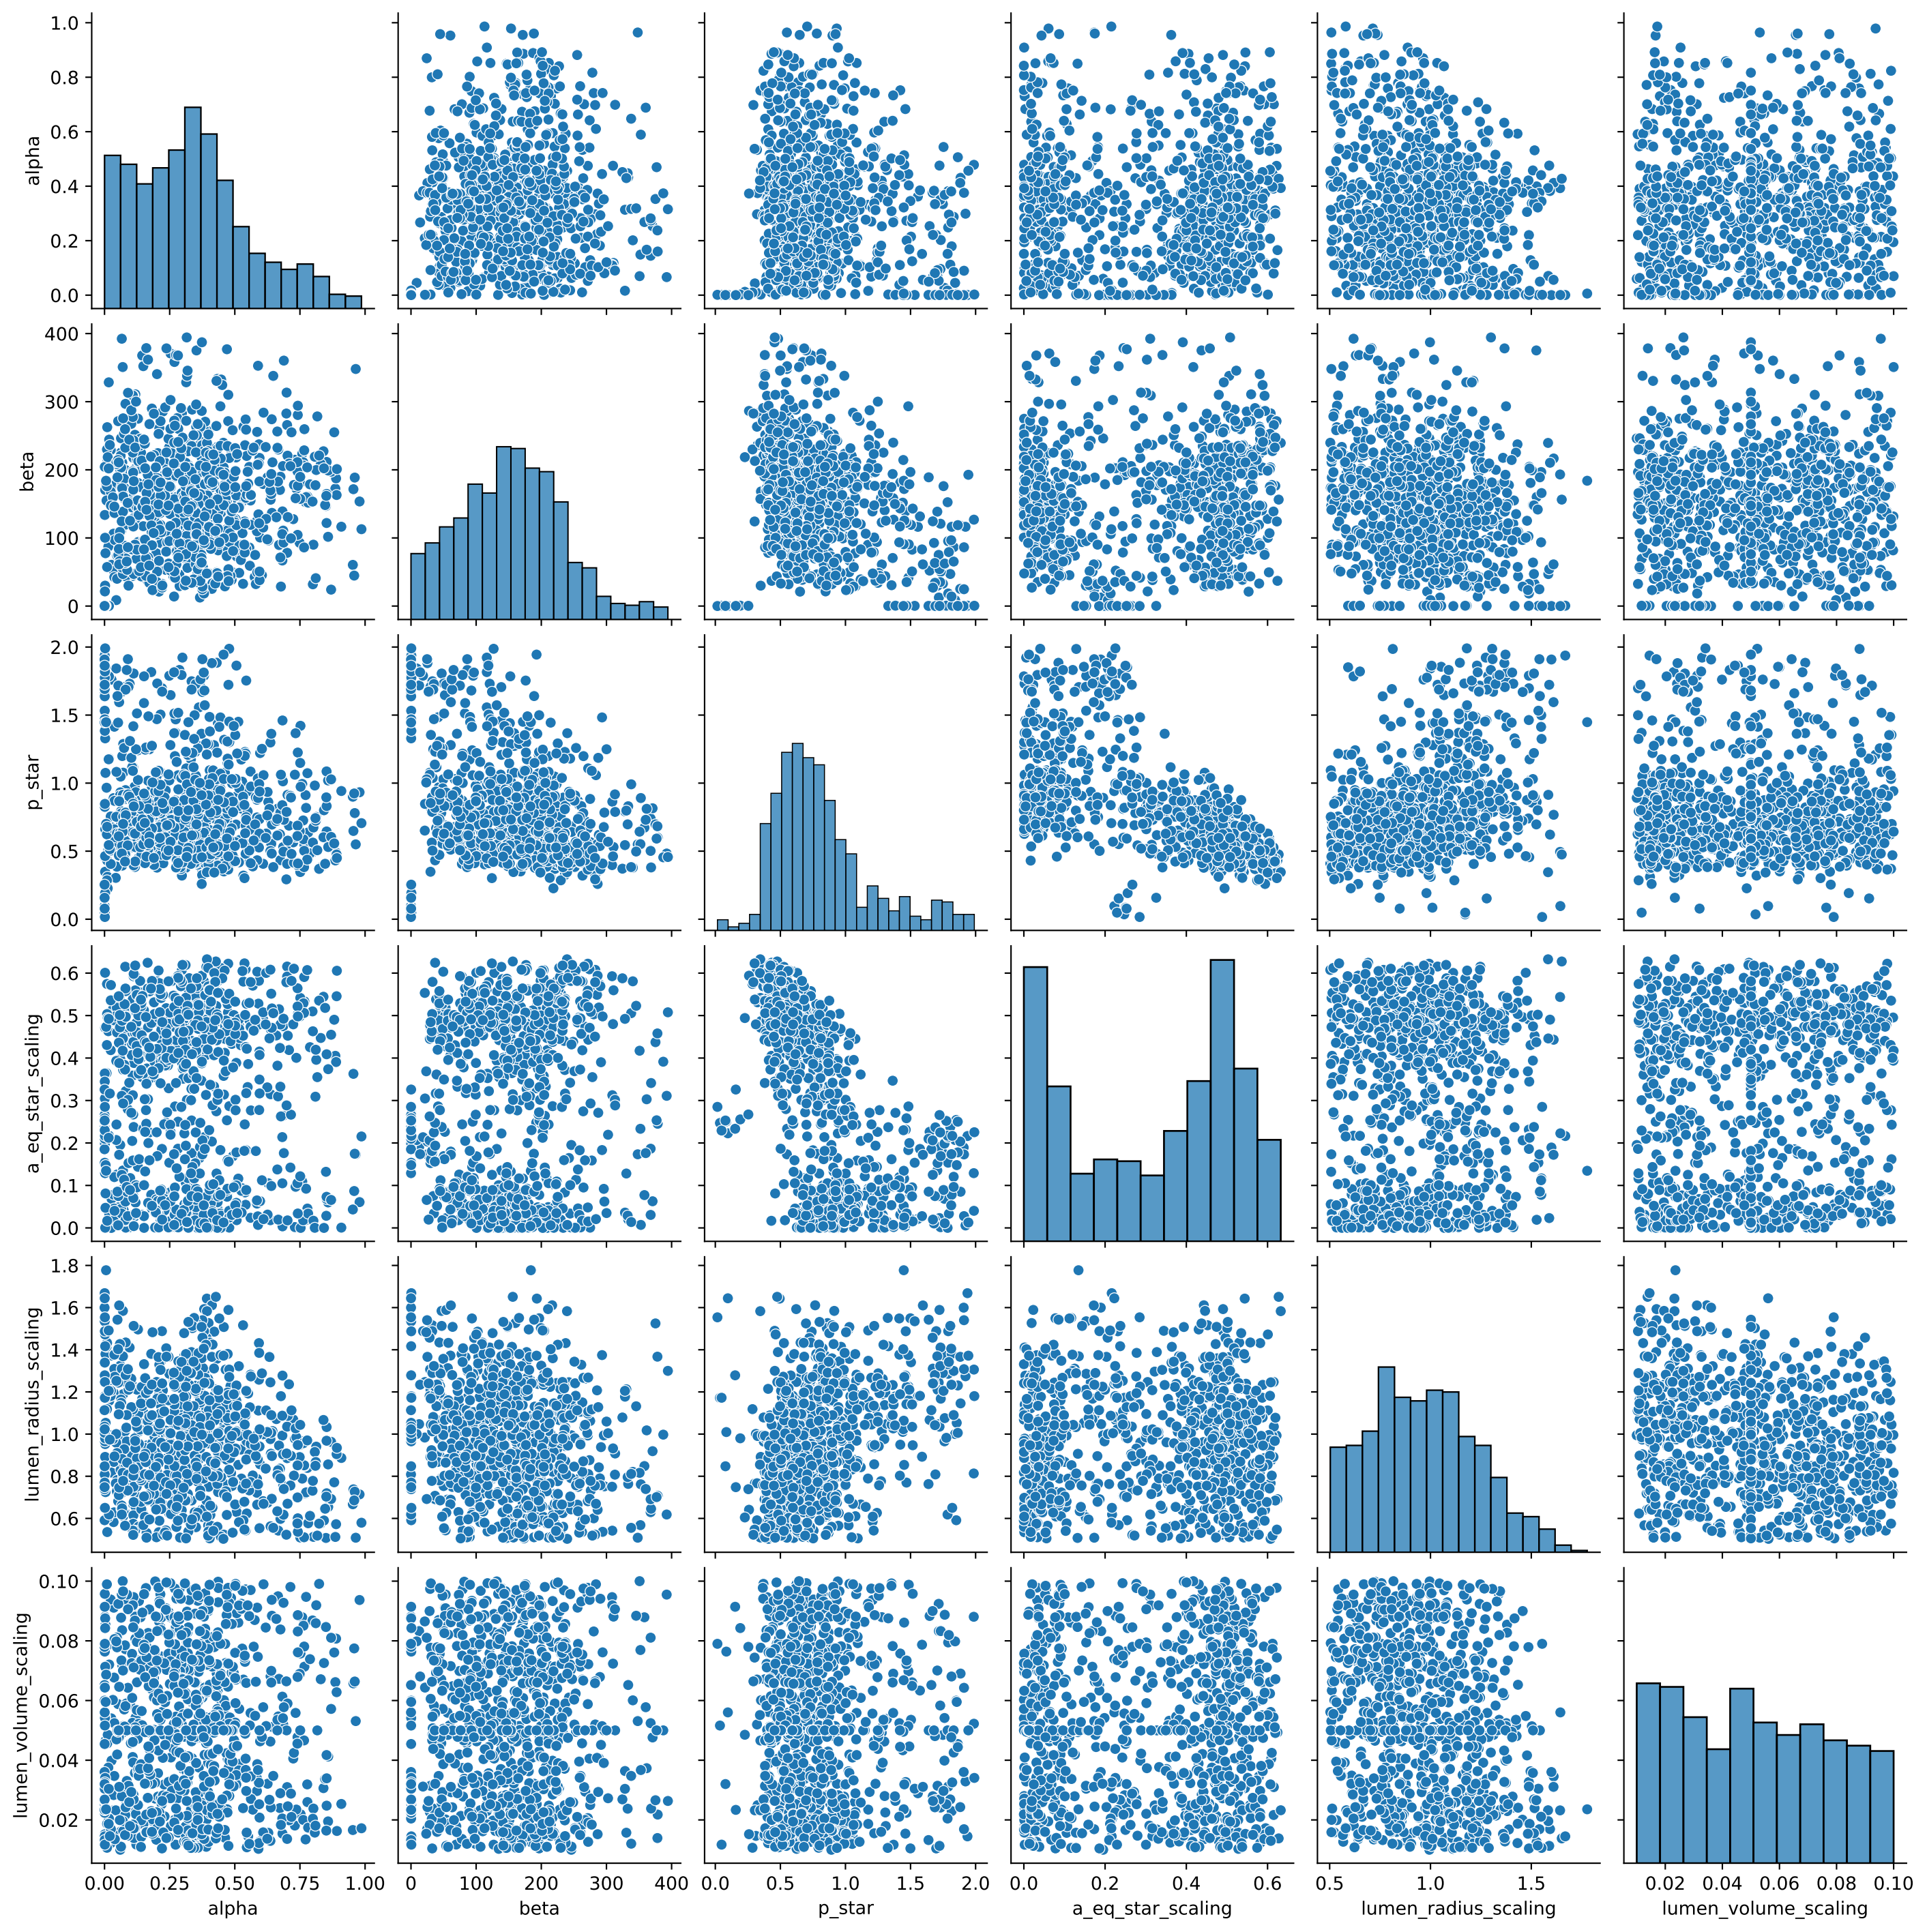 1.0
0.8
0.6
0.4
0.2
0.0
alpha
400
300
200
100
0
beta
2.0
1.5
1.0
0.5
0.0
p_star
0.6
0.5
0.4
0.3
0.2
0.1
0.0
a_eq_star_scaling
1.8
1.6
1.4
1.2
1.0
0.8
0.6
lumen_radius_scaling
0.10
0.08
0.06
0.04
0.02
lumen_volume_scaling
0.00 0.25 0.50 0.75 1.00
alpha
0 100 200 300 400
beta
0.0 0.5 1.0 1.5 2.0
p_star
0.0 0.2 0.4 0.6
a_eq_star_scaling
0.5 1.0 1.5
lumen_radius_scaling
0.02 0.04 0.06 0.08 0.10
lumen_volume_scaling